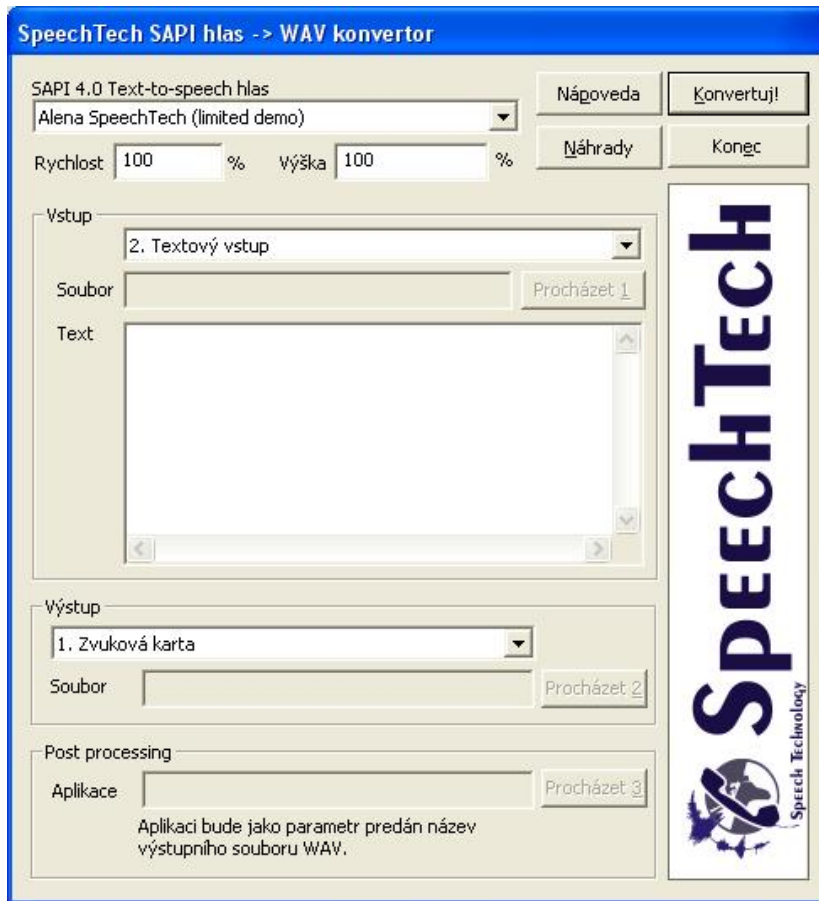 SpeechTech SAPI hlas -> WAV konvertor
SAPI 4.0 Text-to-speech hlas
Alena SpeechTech (limited demo)
Nápoveda
Konvertuj!
Rychlost 100 % Výška 100 %
Náhrady
Konec
Vstup
2. Textový vstup
Soubor
Procházet 1
Text
Výstup
1. Zvuková karta
Soubor
Procházet 2
Post processing
Aplikace
Procházet 3
Aplikaci bude jako parametr predán název
výstupního souboru WAV.
SpeechTech
Speech Technology